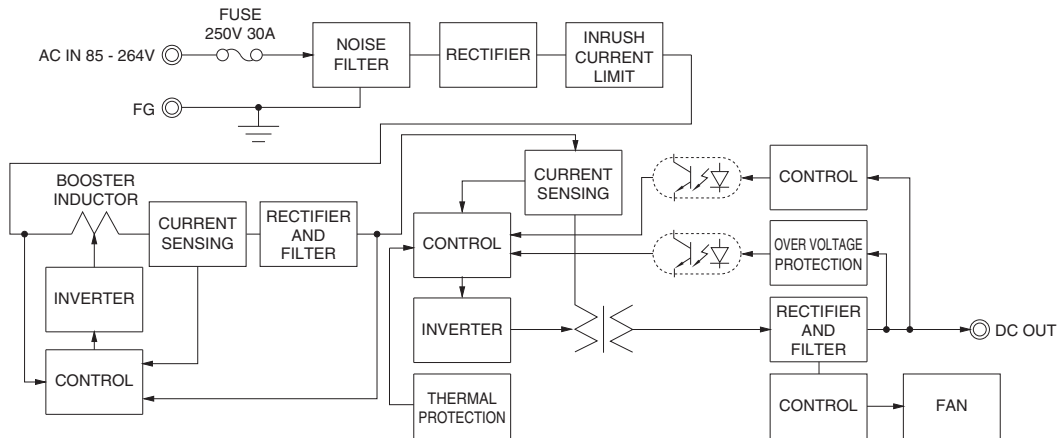 FUSE
250V 30A
AC IN 85 - 264V
NOISE
FILTER
RECTIFIER
INRUSH
CURRENT
LIMIT
FG
BOOSTER
INDUCTOR
CURRENT
SENSING
RECTIFIER
AND
FILTER
INVERTER
CONTROL
CURRENT
SENSING
CONTROL
INVERTER
THERMAL
PROTECTION
CONTROL
OVER VOLTAGE
PROTECTION
RECTIFIER
AND
FILTER
DC OUT
CONTROL
FAN